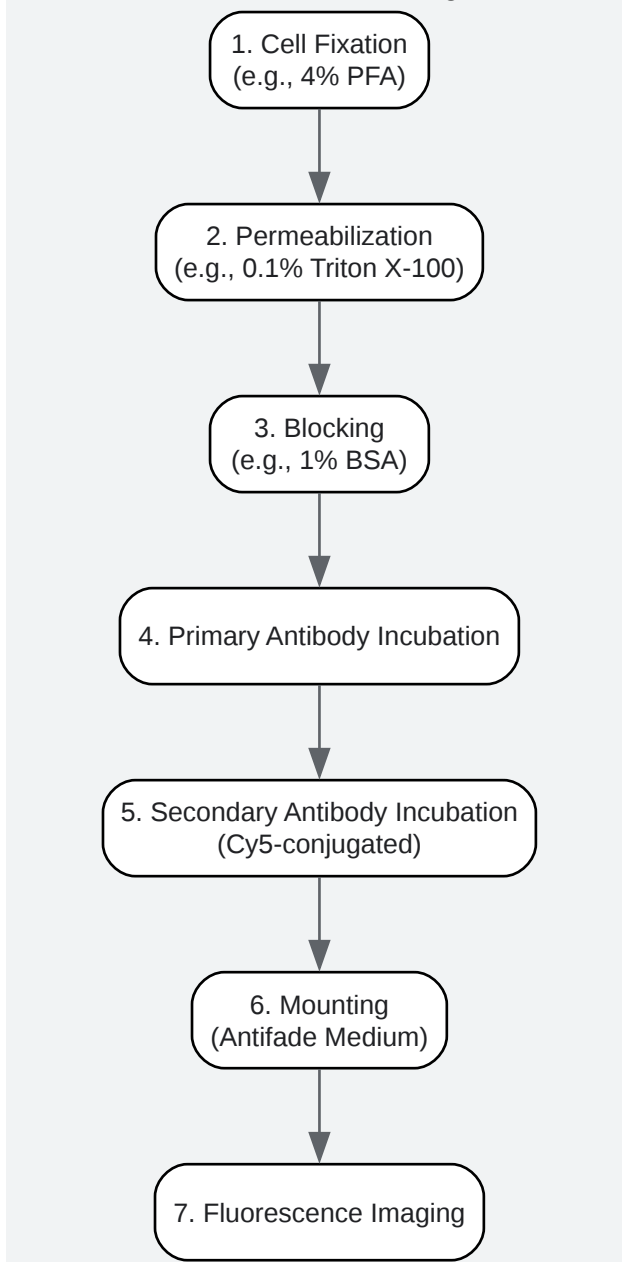 1. Cell Fixation
(e.g., 4% PFA)
2. Permeabilization
(e.g., 0.1% Triton X-100)
3. Blocking
(e.g., 1% BSA)
4. Primary Antibody Incubation
5. Secondary Antibody Incubation
(Cy5-conjugated)
6. Mounting
(Antifade Medium)
7. Fluorescence Imaging